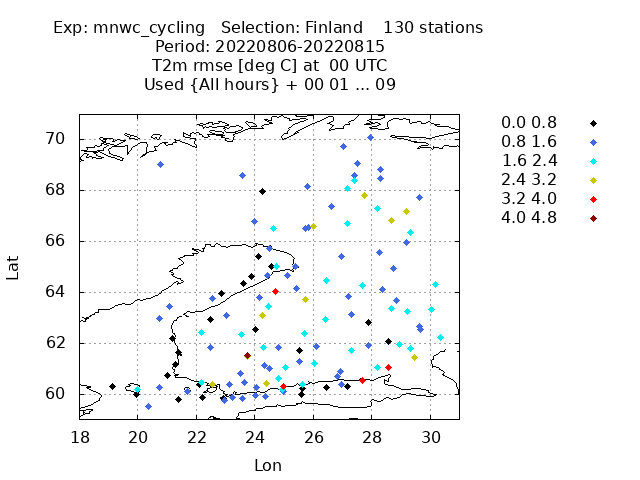 Exp: mnwc_cycling   Selection: Finland    130 stations
Period: 20220806-20220815
T2m rmse [deg C] at  00 UTC
Used {All hours} + 00 01 ... 09
0.0 0.8
0.8 1.6
1.6 2.4
2.4 3.2
3.2 4.0
4.0 4.8
70
68
66
64
62
60
Lat
18 20 22 24 26 28 30
Lon